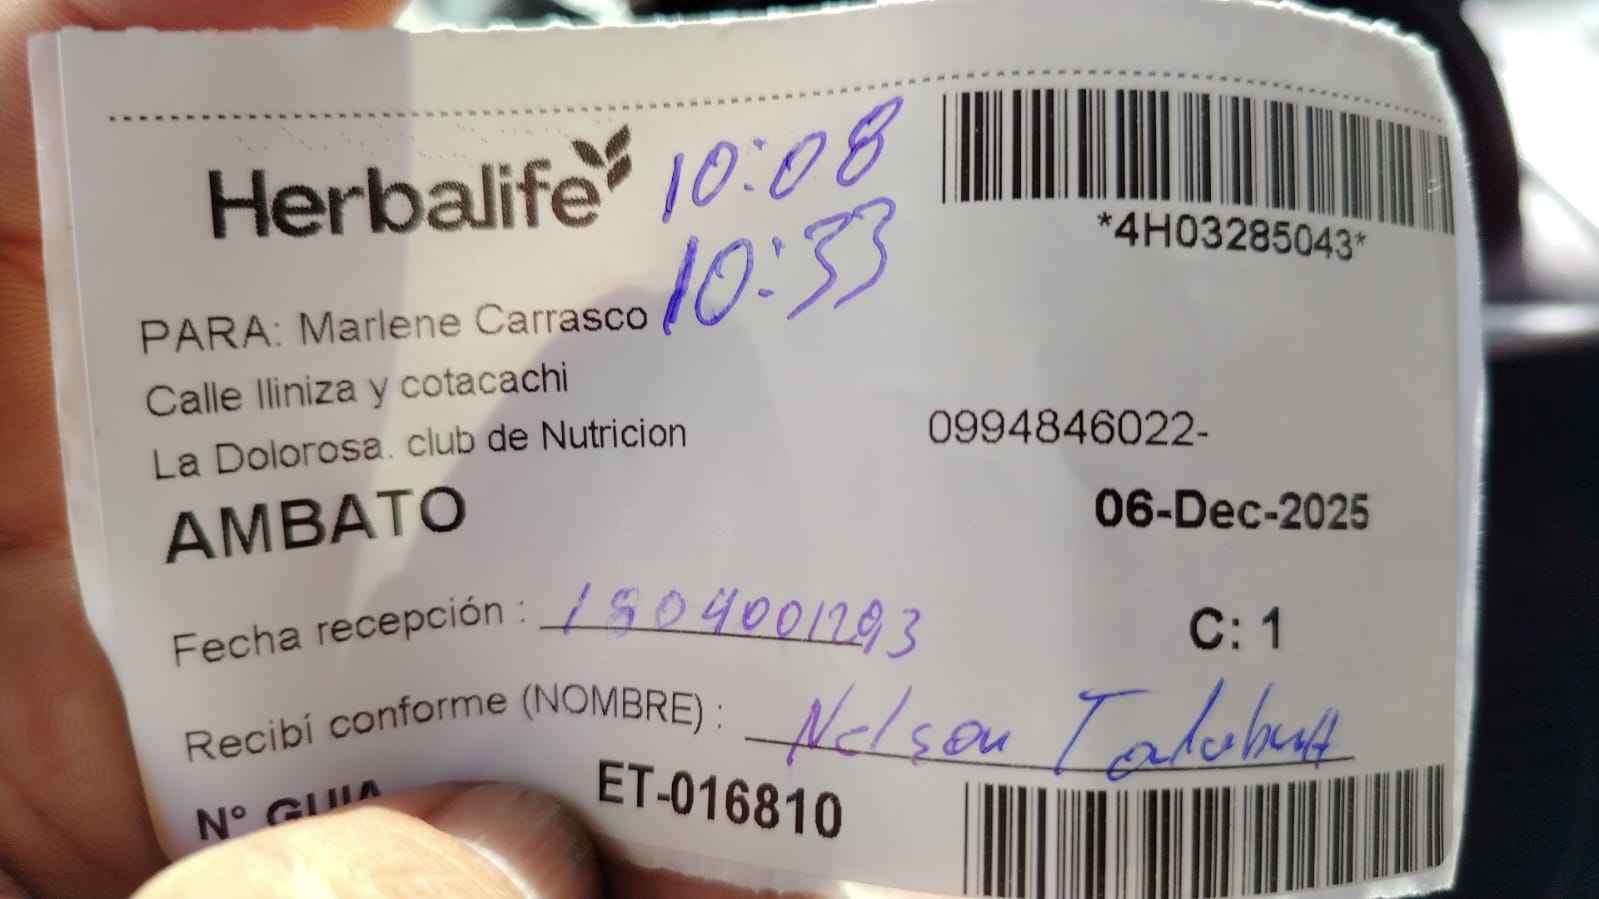 Herbalife
10:08
10:33
*4H03285043*
PARA: Marlene Carrasco
Calle Iliniza y cotacachi
La Dolorosa. club de Nutricion
0994846022-
AMBATO
06-Dec-2025
Fecha recepción : 1804001293
C: 1
Recibí conforme (NOMBRE) : Nelson
N° GUIA
ET-016810